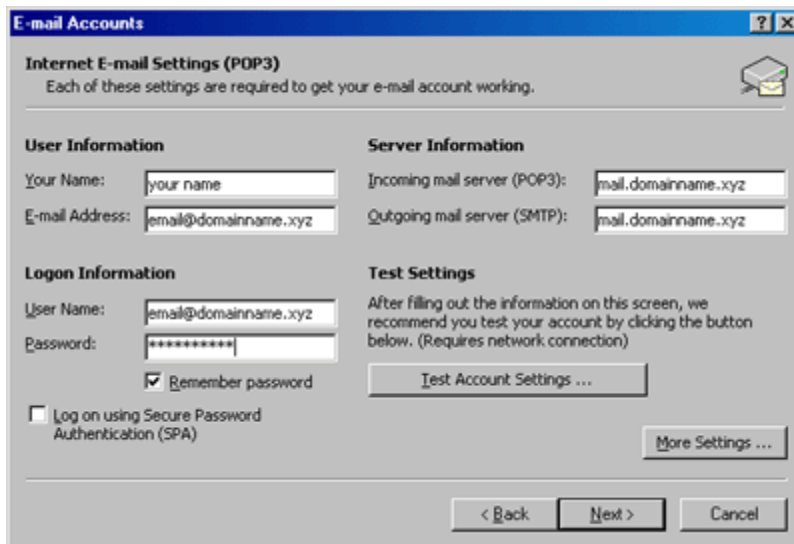 E-mail Accounts
Internet E-mail Settings (POP3)
Each of these settings are required to get your e-mail account working.
User Information
Your Name: your name
E-mail Address: email@domainname.xyz
Server Information
Incoming mail server (POP3): mail.domainname.xyz
Outgoing mail server (SMTP): mail.domainname.xyz
Logon Information
User Name: email@domainname.xyz
Password: **********
Remember password
Log on using Secure Password
Authentication (SPA)
Test Settings
After filling out the information on this screen, we
recommend you test your account by clicking the button
below. (Requires network connection)
Test Account Settings ...
More Settings ...
< Back
Next >
Cancel